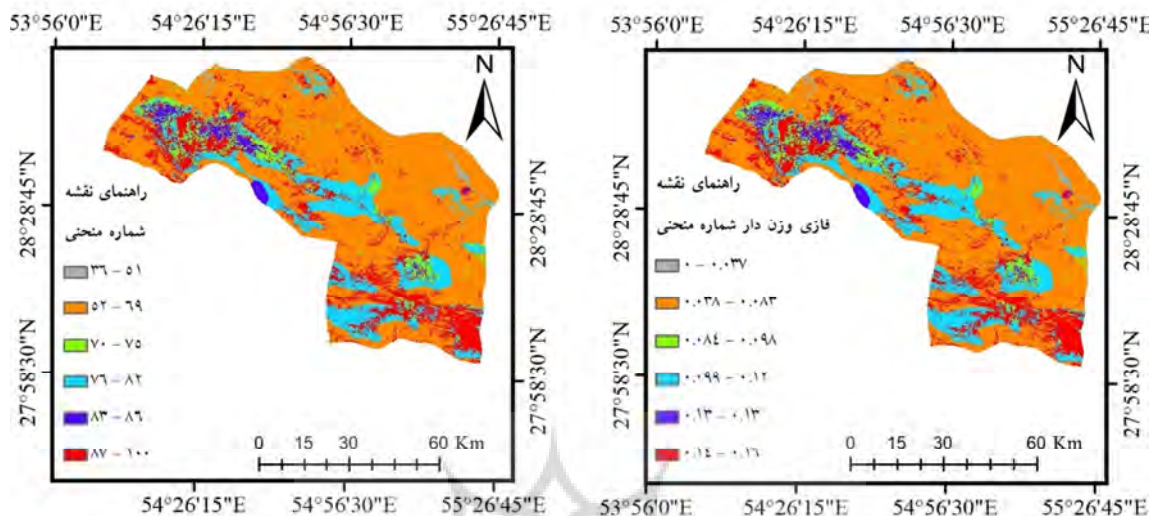 53°56'0"E 54°26'15"E 54°56'30"E 55°26'45"E
N
28°28'45"N
27°58'30"N
راهنمای نقشه
شماره منحنی
۳۶ - ۵۱
۵۲ - ۶۹
۷۰ - ۷۵
۷۶ - ۸۲
۸۳ - ۸۶
۸۷ - ۱۰۰
0 15 30 60 Km
28°28'45"N
27°58'30"N
54°26'15"E 54°56'30"E 55°26'45"E
53°56'0"E 54°26'15"E 54°56'30"E 55°26'45"E
N
28°28'45"N
27°58'30"N
راهنمای نقشه
فازی وزن دار شماره منحنی
۰ - ۰.۰۳۷
۰.۰۳۸ - ۰.۰۸۳
۰.۰۸۴ - ۰.۰۹۸
۰.۰۹۹ - ۰.۱۲
۰.۱۳ - ۰.۱۳
۰.۱۴ - ۰.۱۶
0 15 30 60 Km
28°28'45"N
27°58'30"N
53°56'0"E 54°26'15"E 54°56'30"E 55°26'45"E